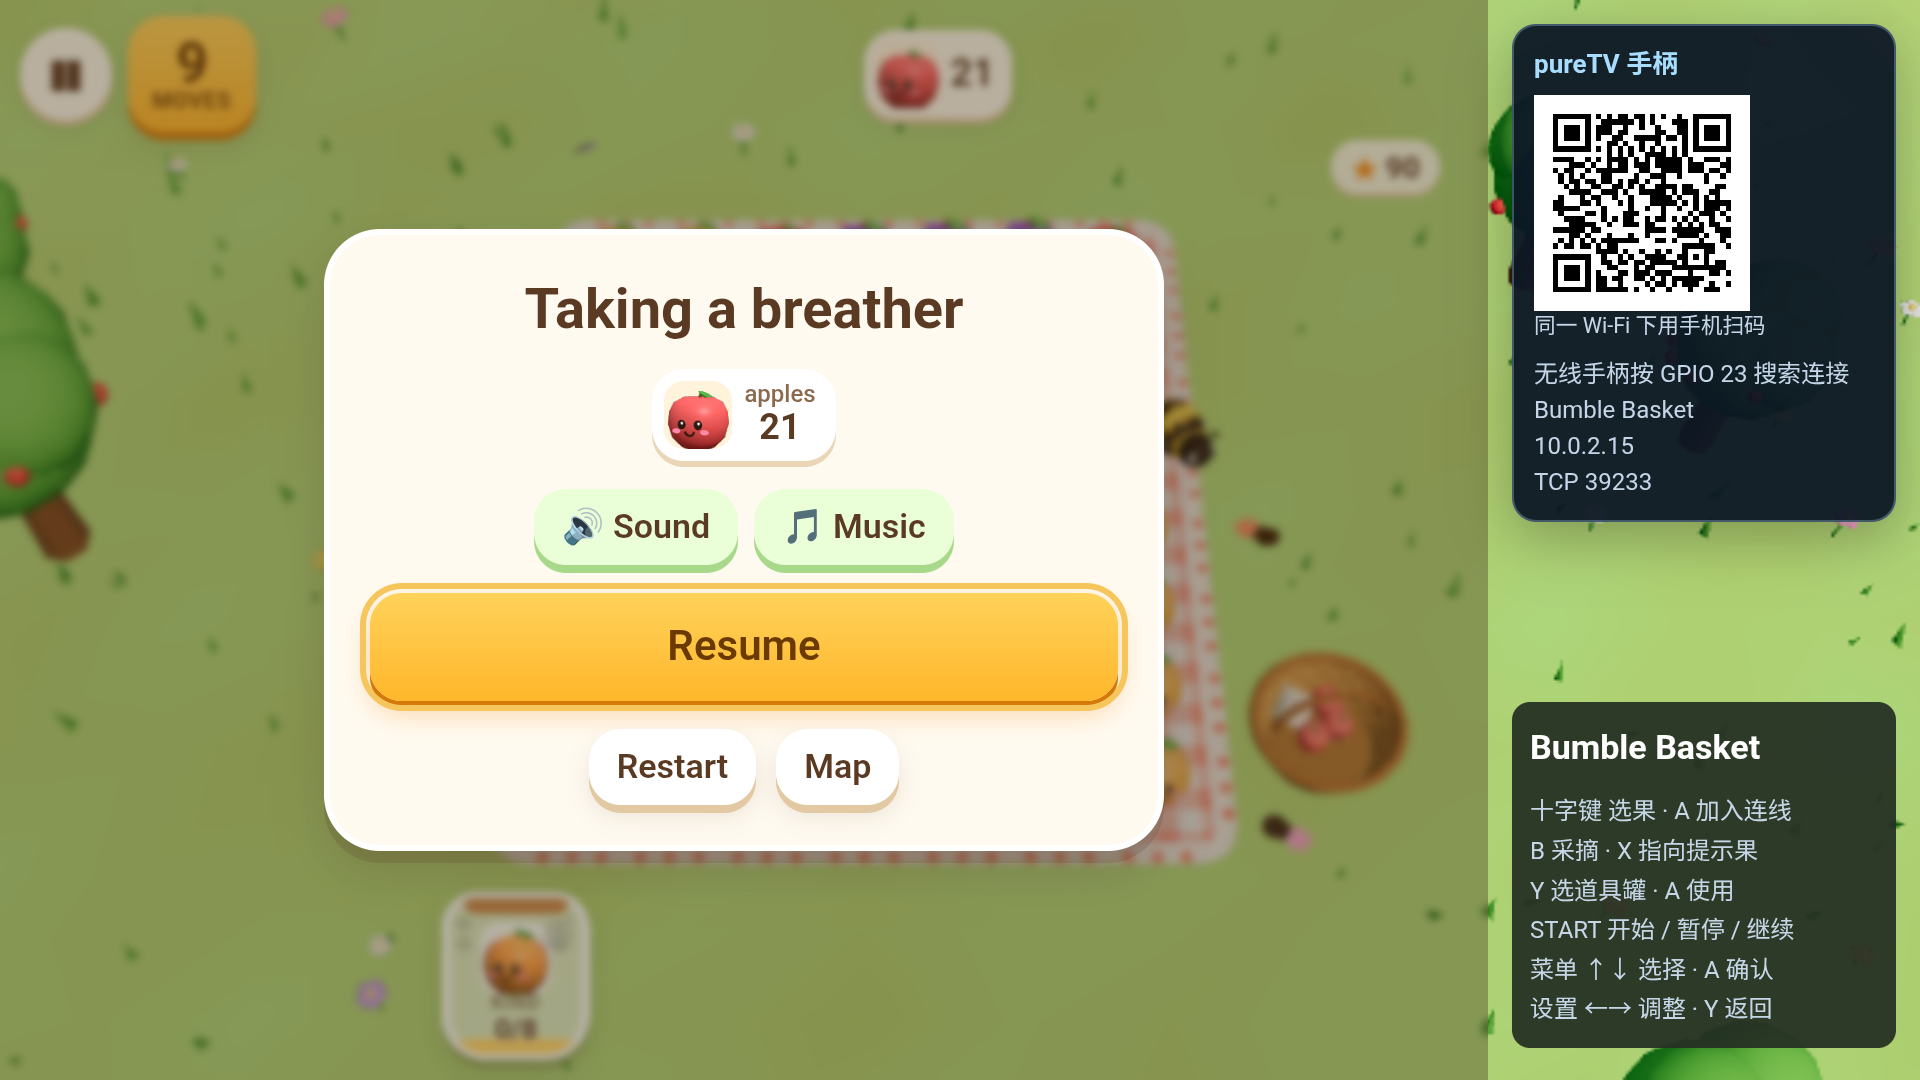 9
MOVES
21
90
Taking a breather
apples
21
Sound
Music
Resume
Restart
Map
0/8
pureTV 手柄
同一 Wi-Fi 下用手机扫码
无线手柄按 GPIO 23 搜索连接
Bumble Basket
10.0.2.15
TCP 39233
Bumble Basket
十字键 选果 · A 加入连线
B 采摘 · X 指向提示果
Y 选道具罐 · A 使用
START 开始 / 暂停 / 继续
菜单 ↑↓ 选择 · A 确认
设置 ←→ 调整 · Y 返回